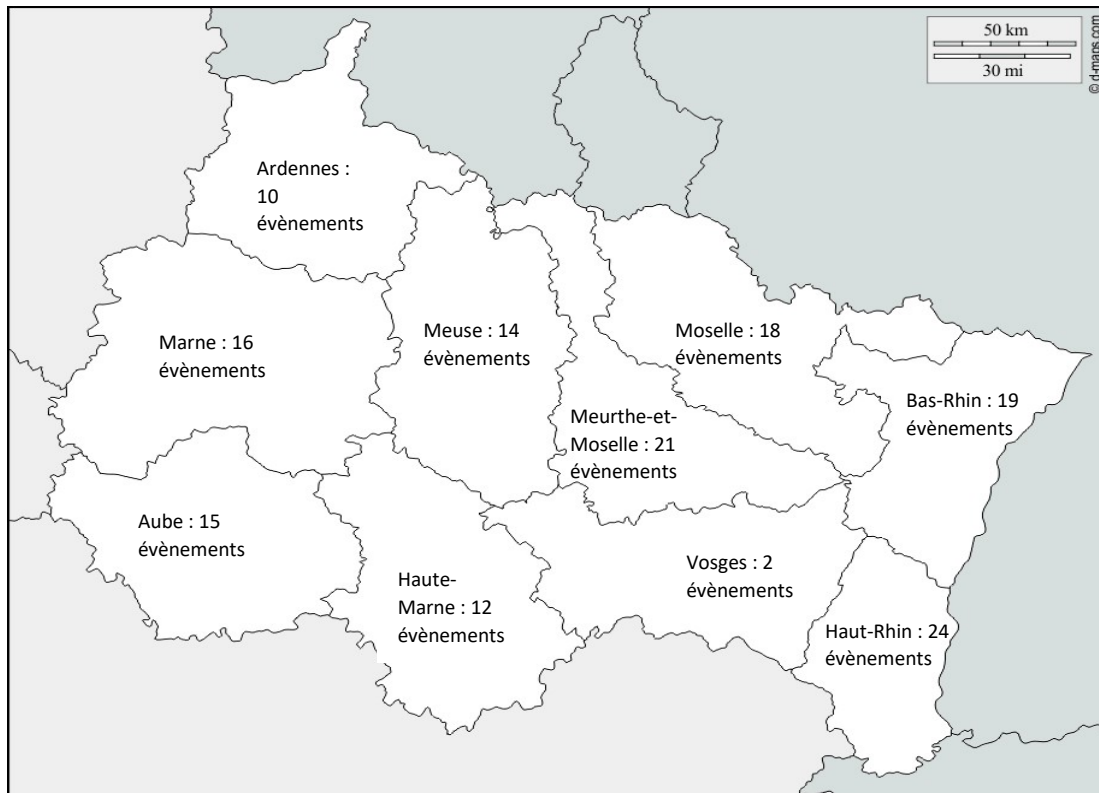 50 km
30 mi
© d-maps.com
Ardennes :
10
évènements
Marne : 16
évènements
Meuse : 14
évènements
Moselle : 18
évènements
Bas-Rhin : 19
évènements
Meurthe-et-
Moselle : 21
évènements
Aube : 15
évènements
Haute-
Marne : 12
évènements
Vosges : 2
évènements
Haut-Rhin : 24
évènements